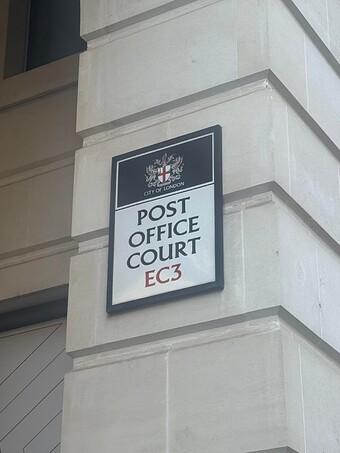 CITY OF LONDON
POST
OFFICE
COURT
EC3